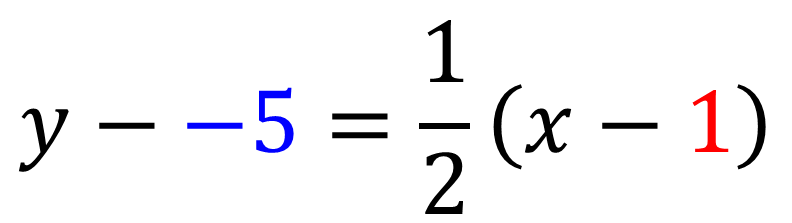 y − −5 = 1/2 (x − 1)